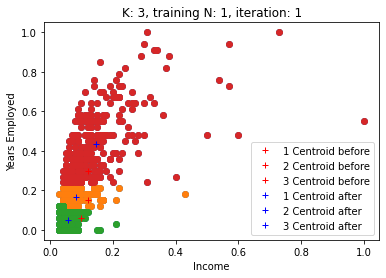 K: 3, training N: 1, iteration: 1
Years Employed
1.0
0.8
0.6
0.4
0.2
0.0
1 Centroid before
2 Centroid before
3 Centroid before
1 Centroid after
2 Centroid after
3 Centroid after
0.0 0.2 0.4 0.6 0.8 1.0
Income